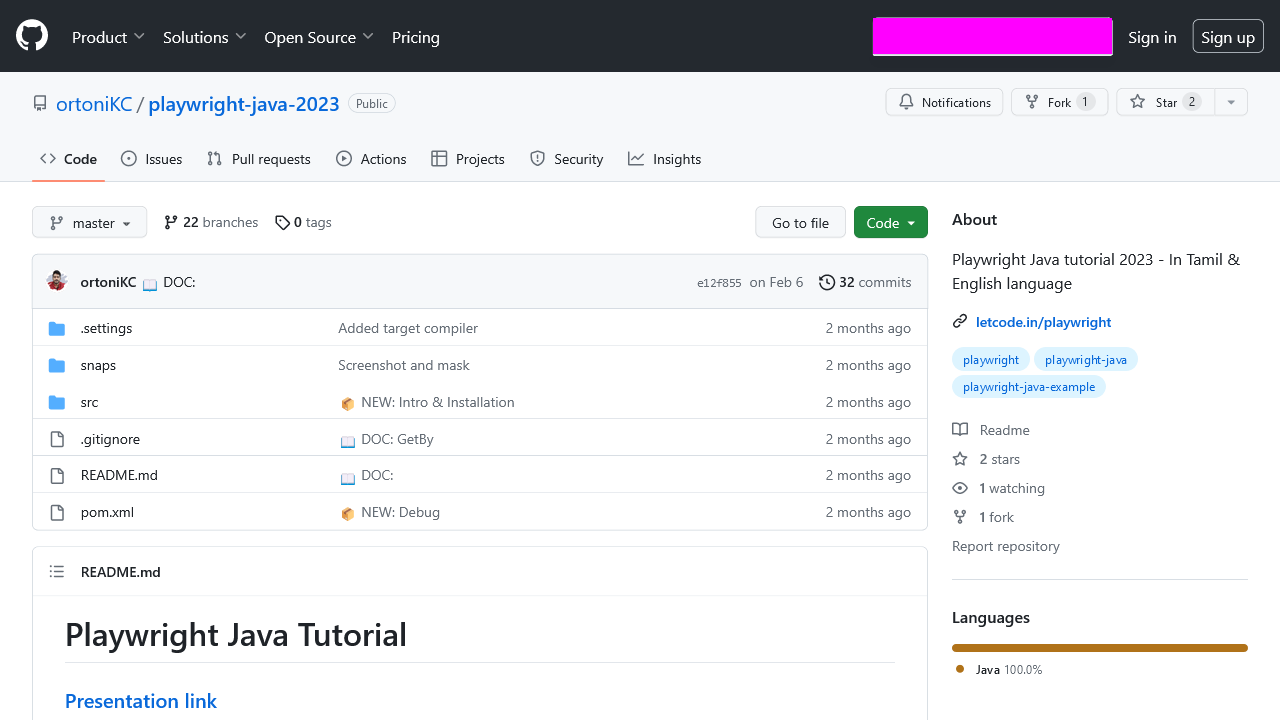 Product Solutions Open Source Pricing Sign in Sign up
ortoniKC / playwright-java-2023 Public Notifications Fork 1 Star 2
Code Issues Pull requests Actions Projects Security Insights
master 22 branches 0 tags Go to file Code
ortoniKC DOC: e12f855 on Feb 6 32 commits
.settings Added target compiler 2 months ago
snaps Screenshot and mask 2 months ago
src NEW: Intro & Installation 2 months ago
.gitignore DOC: GetBy 2 months ago
README.md DOC: 2 months ago
pom.xml NEW: Debug 2 months ago
README.md
Playwright Java Tutorial
Presentation link
About
Playwright Java tutorial 2023 - In Tamil &
English language
letcode.in/playwright
playwright playwright-java
playwright-java-example
Readme
2 stars
1 watching
1 fork
Report repository
Languages
Java 100.0%